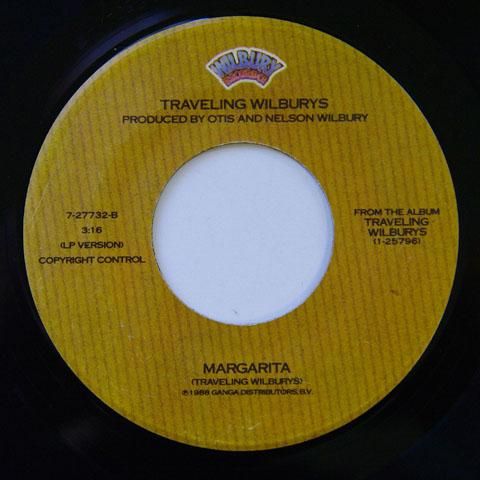 WILBURY
RECORDS
TRAVELING WILBURYS
PRODUCED BY OTIS AND NELSON WILBURY
7-27732-B
3:16
(LP VERSION)
COPYRIGHT CONTROL
FROM THE ALBUM
TRAVELING
WILBURYS
(1-25796)
MARGARITA
(TRAVELING WILBURYS)
℗1988 GANGA DISTRIBUTORS, B.V.